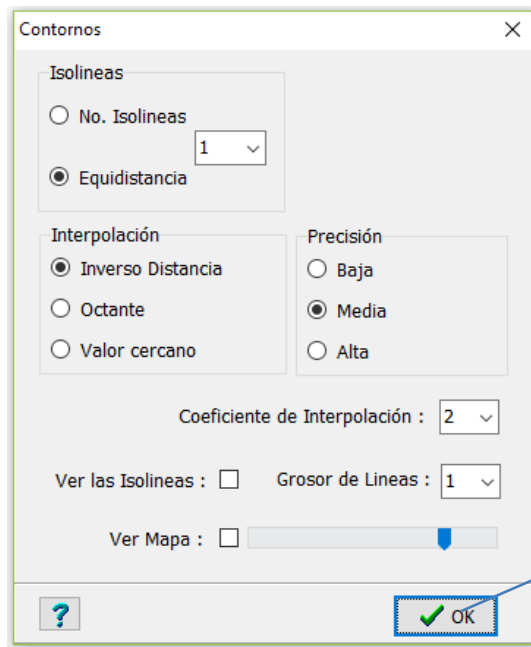 Contornos
Isolineas
No. Isolineas
1
Equidistancia
Interpolación
Inverso Distancia
Octante
Valor cercano
Precisión
Baja
Media
Alta
Coeficiente de Interpolación : 2
Ver las Isolineas :
Grosor de Lineas : 1
Ver Mapa :
?
OK